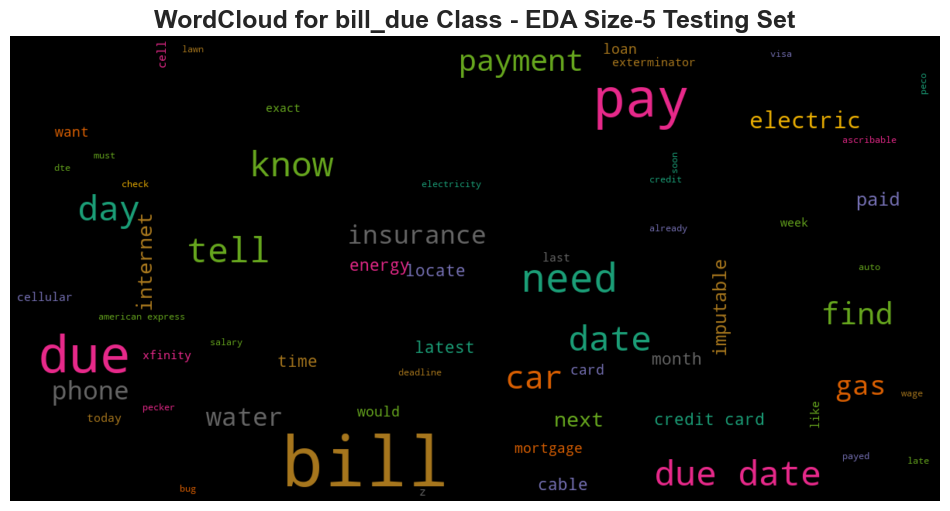 WordCloud for bill_due Class - EDA Size-5 Testing Set
cell
lawn
payment
loan
exterminator
visa
peco
pay
exact
electric
want
ascribable
must
know
soon
dte
check
electricity
credit
day
paid
internet
tell
insurance
already
week
energy
locate
last
need
imputable
auto
cellular
american express
find
due
xfinity
salary
time
latest
date
month
deadline
car
card
phone
gas
wage
pecker
today
water
would
next
credit card
like
bill
mortgage
cable
due date
payed
late
bug
z